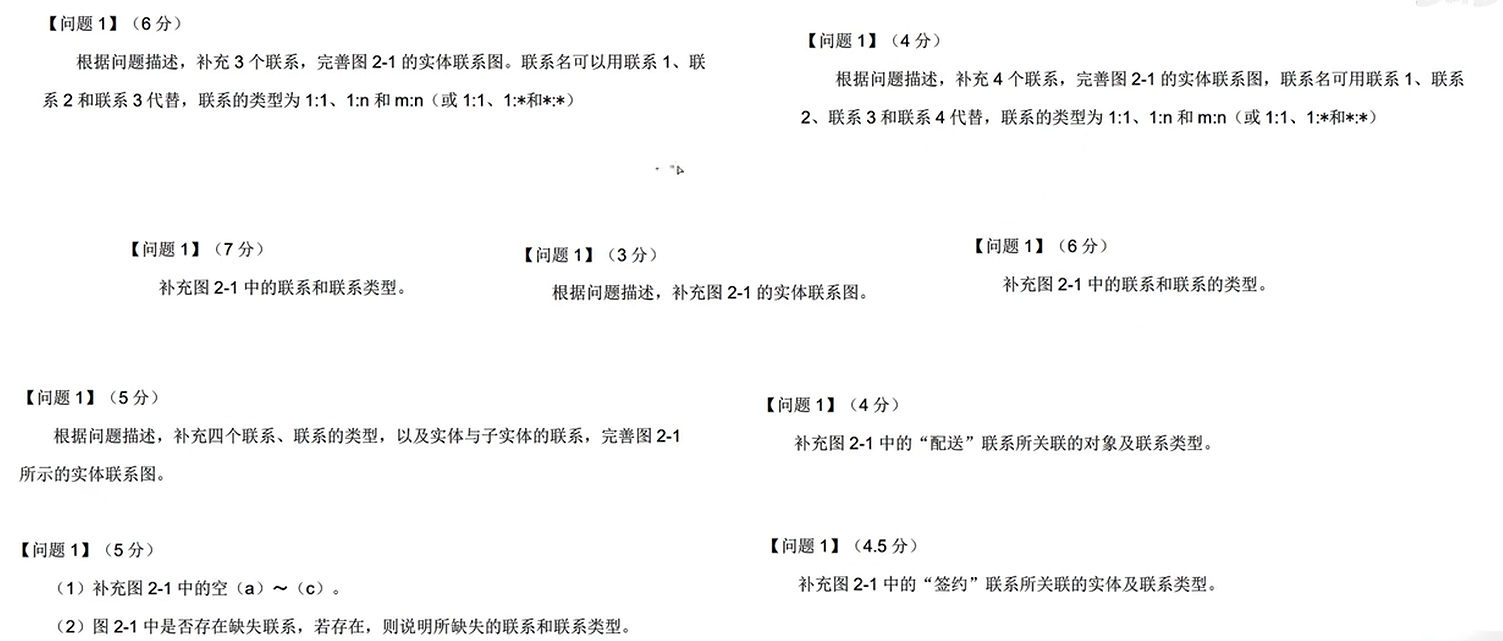 【问题 1】（6 分）
根据问题描述，补充 3 个联系，完善图 2-1 的实体联系图。联系名可以用联系 1、联
系 2 和联系 3 代替，联系的类型为 1:1、1:n 和 m:n（或 1:1、1:*和*:*）
【问题 1】（4 分）
根据问题描述，补充 4 个联系，完善图 2-1 的实体联系图，联系名可用联系 1、联系
2、联系 3 和联系 4 代替，联系的类型为 1:1、1:n 和 m:n（或 1:1、1:*和*:*）
【问题 1】（7 分）
补充图 2-1 中的联系和联系类型。
【问题 1】（3 分）
根据问题描述，补充图 2-1 的实体联系图。
【问题 1】（6 分）
补充图 2-1 中的联系和联系的类型。
【问题 1】（5 分）
根据问题描述，补充四个联系、联系的类型，以及实体与子实体的联系，完善图 2-1
所示的实体联系图。
【问题 1】（4 分）
补充图 2-1 中的“配送”联系所关联的对象及联系类型。
【问题 1】（5 分）
（1）补充图 2-1 中的空（a）～（c）。
（2）图 2-1 中是否存在缺失联系，若存在，则说明所缺失的联系和联系类型。
【问题 1】（4.5 分）
补充图 2-1 中的“签约”联系所关联的实体及联系类型。